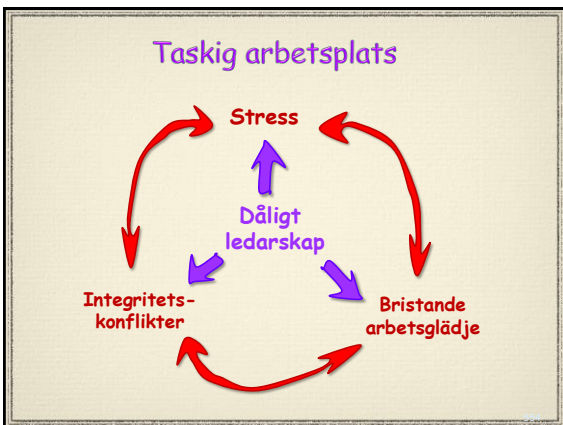 Taskig arbetsplats
Stress
Dåligt
ledarskap
Integritets-
konflikter
Bristande
arbetsglädje